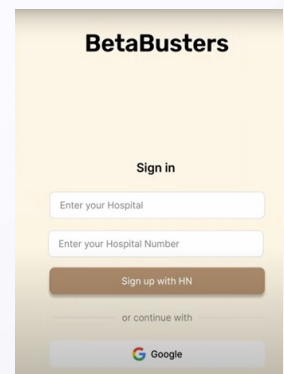 BetaBusters
Sign in
Enter your Hospital
Enter your Hospital Number
Sign up with HN
or continue with
Google